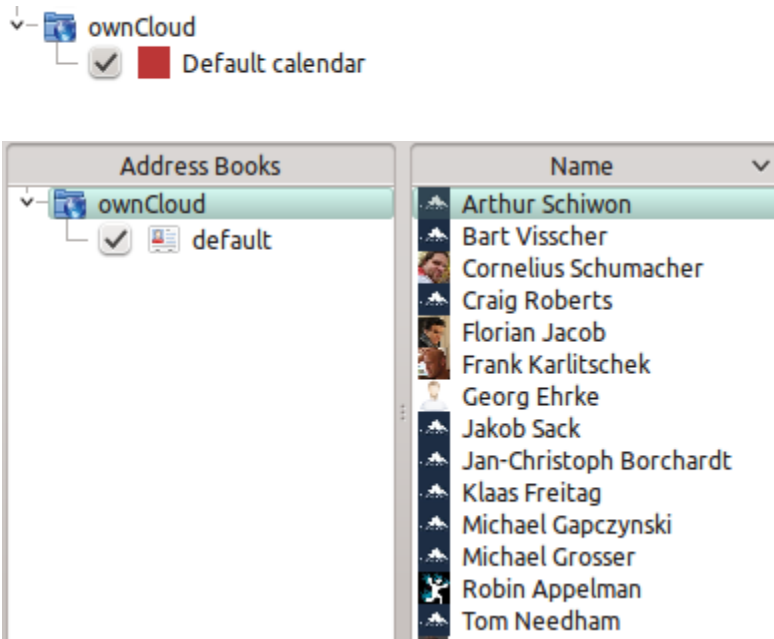 ownCloud
Default calendar
Address Books
ownCloud
default
Name
Arthur Schiwon
Bart Visscher
Cornelius Schumacher
Craig Roberts
Florian Jacob
Frank Karlitschek
Georg Ehrke
Jakob Sack
Jan-Christoph Borchardt
Klaas Freitag
Michael Gapczynski
Michael Grosser
Robin Appelman
Tom Needham